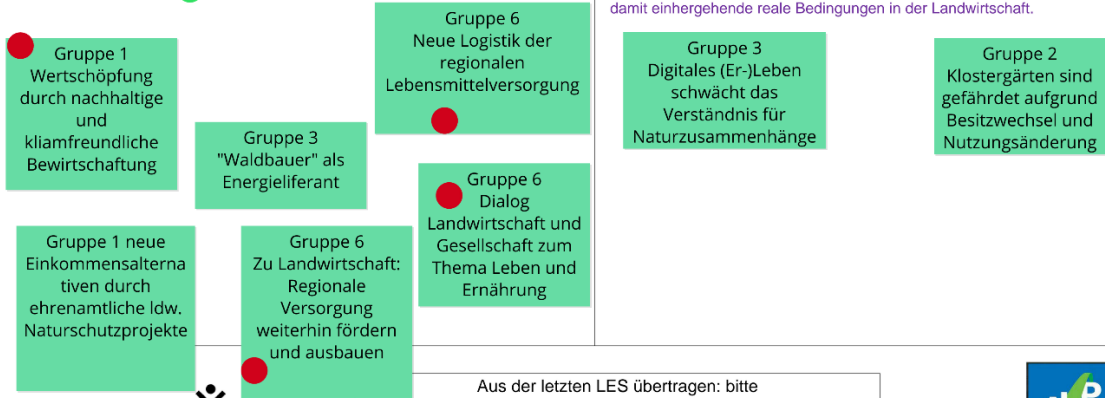 damit einhergehende reale Bedingungen in der Landwirtschaft.
Gruppe 1
Wertschöpfung
durch nachhaltige
und
kliamfreundliche
Bewirtschaftung
Gruppe 3
"Waldbauer" als
Energieliferant
Gruppe 6
Neue Logistik der
regionalen
Lebensmittelversorgung
Gruppe 6
Dialog
Landwirtschaft und
Gesellschaft zum
Thema Leben und
Ernährung
Gruppe 1 neue
Einkommensalterna
tiven durch
ehrenamtliche ldw.
Naturschutzprojekte
Gruppe 6
Zu Landwirtschaft:
Regionale
Versorgung
weiterhin fördern
und ausbauen
Gruppe 3
Digitales (Er-)Leben
schwächt das
Verständnis für
Naturzusammenhänge
Gruppe 2
Klostergärten sind
gefährdet aufgrund
Besitzwechsel und
Nutzungsänderung
Aus der letzten LES übertragen: bitte